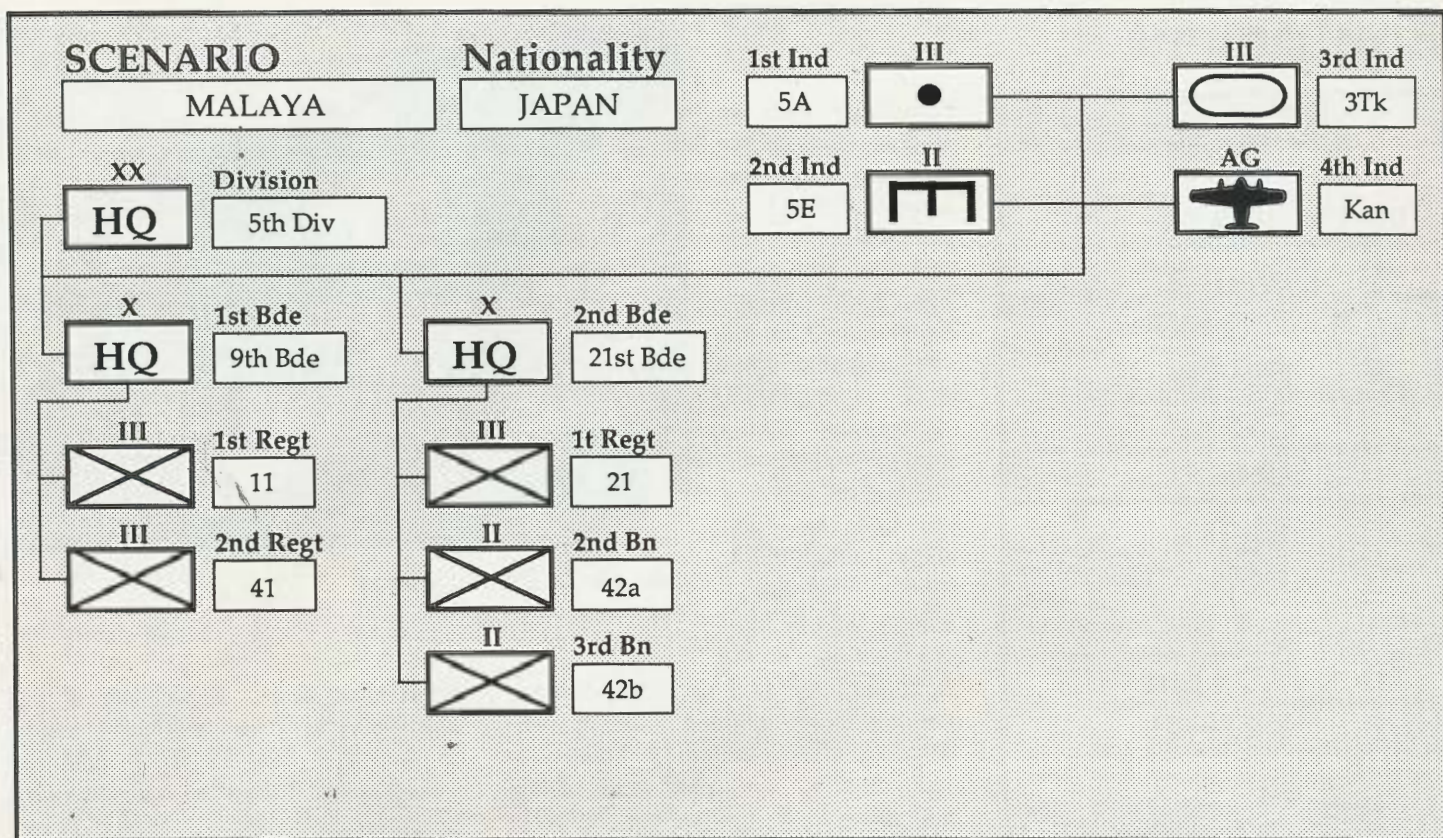 SCENARIO
MALAYA
Nationality
JAPAN
1st Ind
5A
III
III
3rd Ind
3Tk
2nd Ind
5E
II
AG
4th Ind
Kan
XX
HQ
Division
5th Div
X
HQ
1st Bde
9th Bde
X
HQ
2nd Bde
21st Bde
III
1st Regt
11
III
2nd Regt
41
III
1t Regt
21
II
2nd Bn
42a
II
3rd Bn
42b